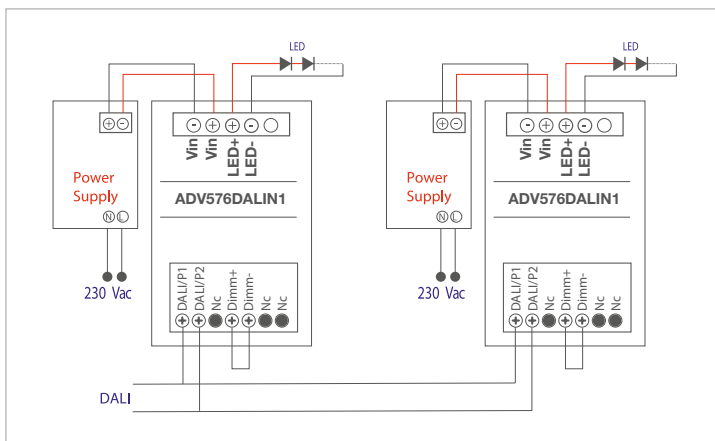 LED
LED
+ -
- + + -
+ -
- + + -
Vin Vin LED+ LED-
Vin Vin LED+ LED-
Power
Supply
ADV576DALIN1
Power
Supply
ADV576DALIN1
N L
N L
230 Vac
230 Vac
DALI/P1 DALI/P2 Nc Dimm+ Dimm- Nc Nc
DALI/P1 DALI/P2 Nc Dimm+ Dimm- Nc Nc
+ + + +
+ + + +
DALI